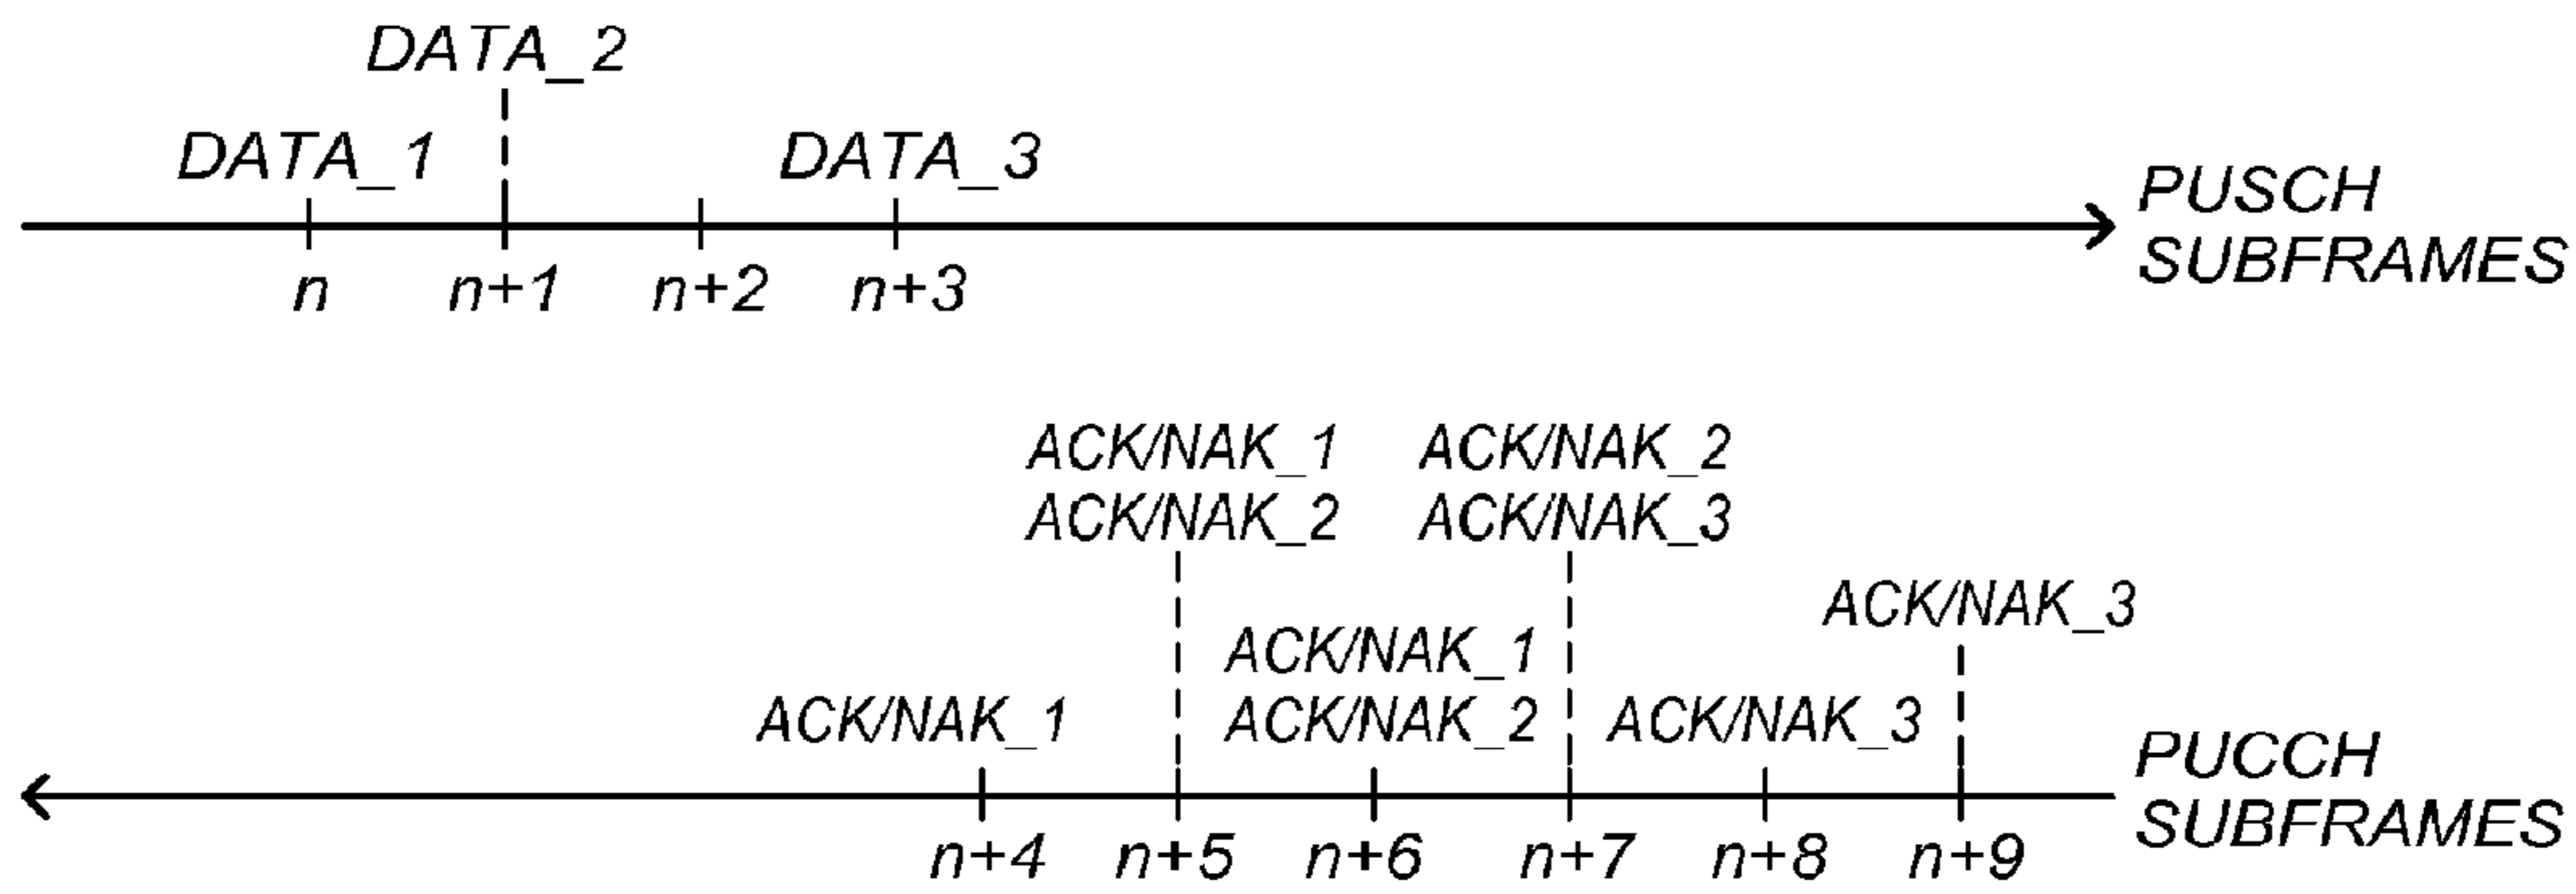 DATA_2
DATA_1
DATA_3
PUSCH
SUBFRAMES
n
n+1
n+2
n+3
ACK/NAK_1
ACK/NAK_2
ACK/NAK_2
ACK/NAK_3
ACK/NAK_3
ACK/NAK_1
ACK/NAK_1
ACK/NAK_2
ACK/NAK_3
PUCCH
SUBFRAMES
n+4
n+5
n+6
n+7
n+8
n+9